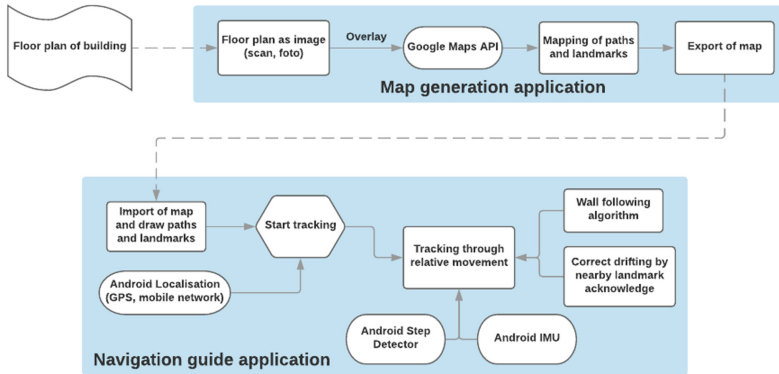 Floor plan of building
Floor plan as image
(scan, foto)
Overlay
Google Maps API
Mapping of paths
and landmarks
Export of map
Map generation application
Import of map
and draw paths
and landmarks
Start tracking
Android Localisation
(GPS, mobile network)
Tracking through
relative movement
Wall following
algorithm
Correct drifting by
nearby landmark
acknowledge
Android Step
Detector
Android IMU
Navigation guide application